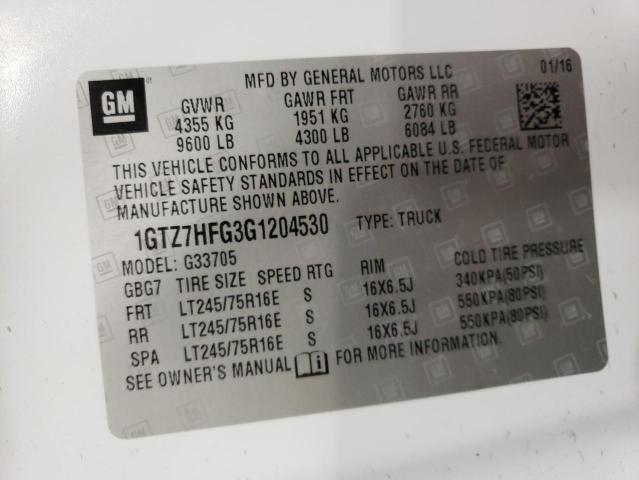 GM
MFD BY GENERAL MOTORS LLC 01/16
GVWR GAWR FRT GAWR RR
4355 KG 1951 KG 2760 KG
9600 LB 4300 LB 6084 LB
THIS VEHICLE CONFORMS TO ALL APPLICABLE U.S. FEDERAL MOTOR
VEHICLE SAFETY STANDARDS IN EFFECT ON THE DATE OF
MANUFACTURE SHOWN ABOVE.
1GTZ7HFG3G1204530 TYPE: TRUCK
MODEL: G33705
GBG7 TIRE SIZE SPEED RTG RIM COLD TIRE PRESSURE
FRT LT245/75R16E S 16X6.5J 340KPA(50PSI)
RR LT245/75R16E S 16X6.5J 550KPA(80PSI)
SPA LT245/75R16E S 16X6.5J 550KPA(80PSI)
SEE OWNER'S MANUAL FOR MORE INFORMATION.